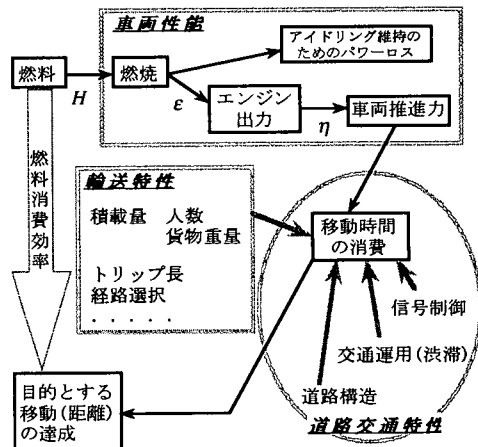 車両性能
アイドリング維持の
ためのパワーロス
燃料
H
燃焼
ε
エンジン
出力
η
車両推進力
燃料消費効率
輸送特性
積載量 人数
貨物重量
トリップ長
経路選択
・・・・・
移動時間
の消費
信号制御
交通運用(渋滞)
道路構造
道路交通特性
目的とする
移動(距離)
の達成